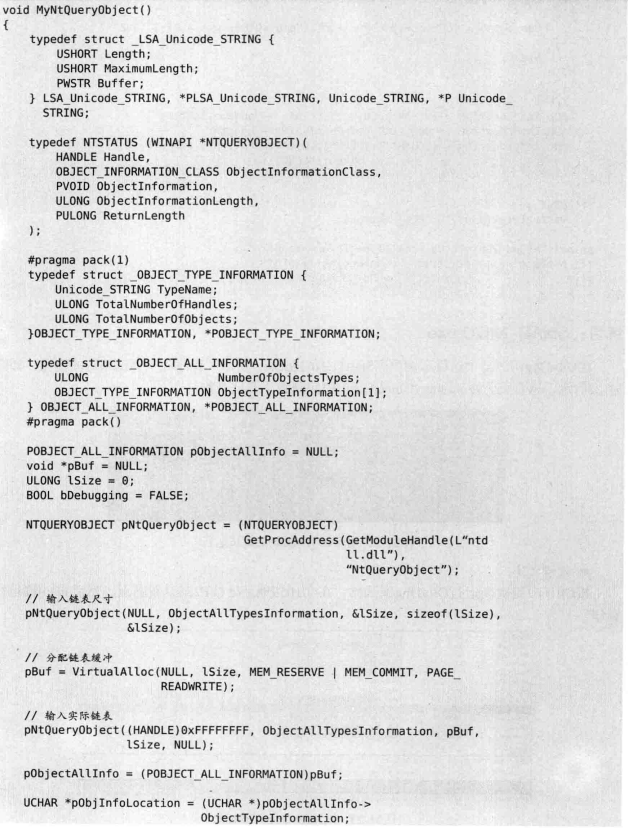 void MyNtQueryObject()
{
    typedef struct _LSA_Unicode_STRING {
        USHORT Length;
        USHORT MaximumLength;
        PWSTR Buffer;
    } LSA_Unicode_STRING, *PLSA_Unicode_STRING, Unicode_STRING, *P Unicode_
      STRING;

    typedef NTSTATUS (WINAPI *NTQUERYOBJECT)(
        HANDLE Handle,
        OBJECT_INFORMATION_CLASS ObjectInformationClass,
        PVOID ObjectInformation,
        ULONG ObjectInformationLength,
        PULONG ReturnLength
    );

    #pragma pack(1)
    typedef struct _OBJECT_TYPE_INFORMATION {
        Unicode_STRING TypeName;
        ULONG TotalNumberOfHandles;
        ULONG TotalNumberOfObjects;
    }OBJECT_TYPE_INFORMATION, *POBJECT_TYPE_INFORMATION;

    typedef struct _OBJECT_ALL_INFORMATION {
        ULONG                   NumberOfObjectsTypes;
        OBJECT_TYPE_INFORMATION ObjectTypeInformation[1];
    } OBJECT_ALL_INFORMATION, *POBJECT_ALL_INFORMATION;
    #pragma pack()

    POBJECT_ALL_INFORMATION pObjectAllInfo = NULL;
    void *pBuf = NULL;
    ULONG lSize = 0;
    BOOL bDebugging = FALSE;

    NTQUERYOBJECT pNtQueryObject = (NTQUERYOBJECT)
                                    GetProcAddress(GetModuleHandle(L“ntd
                                                   ll.dll”),
                                                   “NtQueryObject”);

    // 输入链表尺寸
    pNtQueryObject(NULL, ObjectAllTypesInformation, &lSize, sizeof(lSize),
                   &lSize);

    // 分配链表缓冲
    pBuf = VirtualAlloc(NULL, lSize, MEM_RESERVE | MEM_COMMIT, PAGE_
                        READWRITE);

    // 输入实际链表
    pNtQueryObject((HANDLE)0xFFFFFFFF, ObjectAllTypesInformation, pBuf,
                   lSize, NULL);

    pObjectAllInfo = (POBJECT_ALL_INFORMATION)pBuf;

    UCHAR *pObjInfoLocation = (UCHAR *)pObjectAllInfo->
                              ObjectTypeInformation;